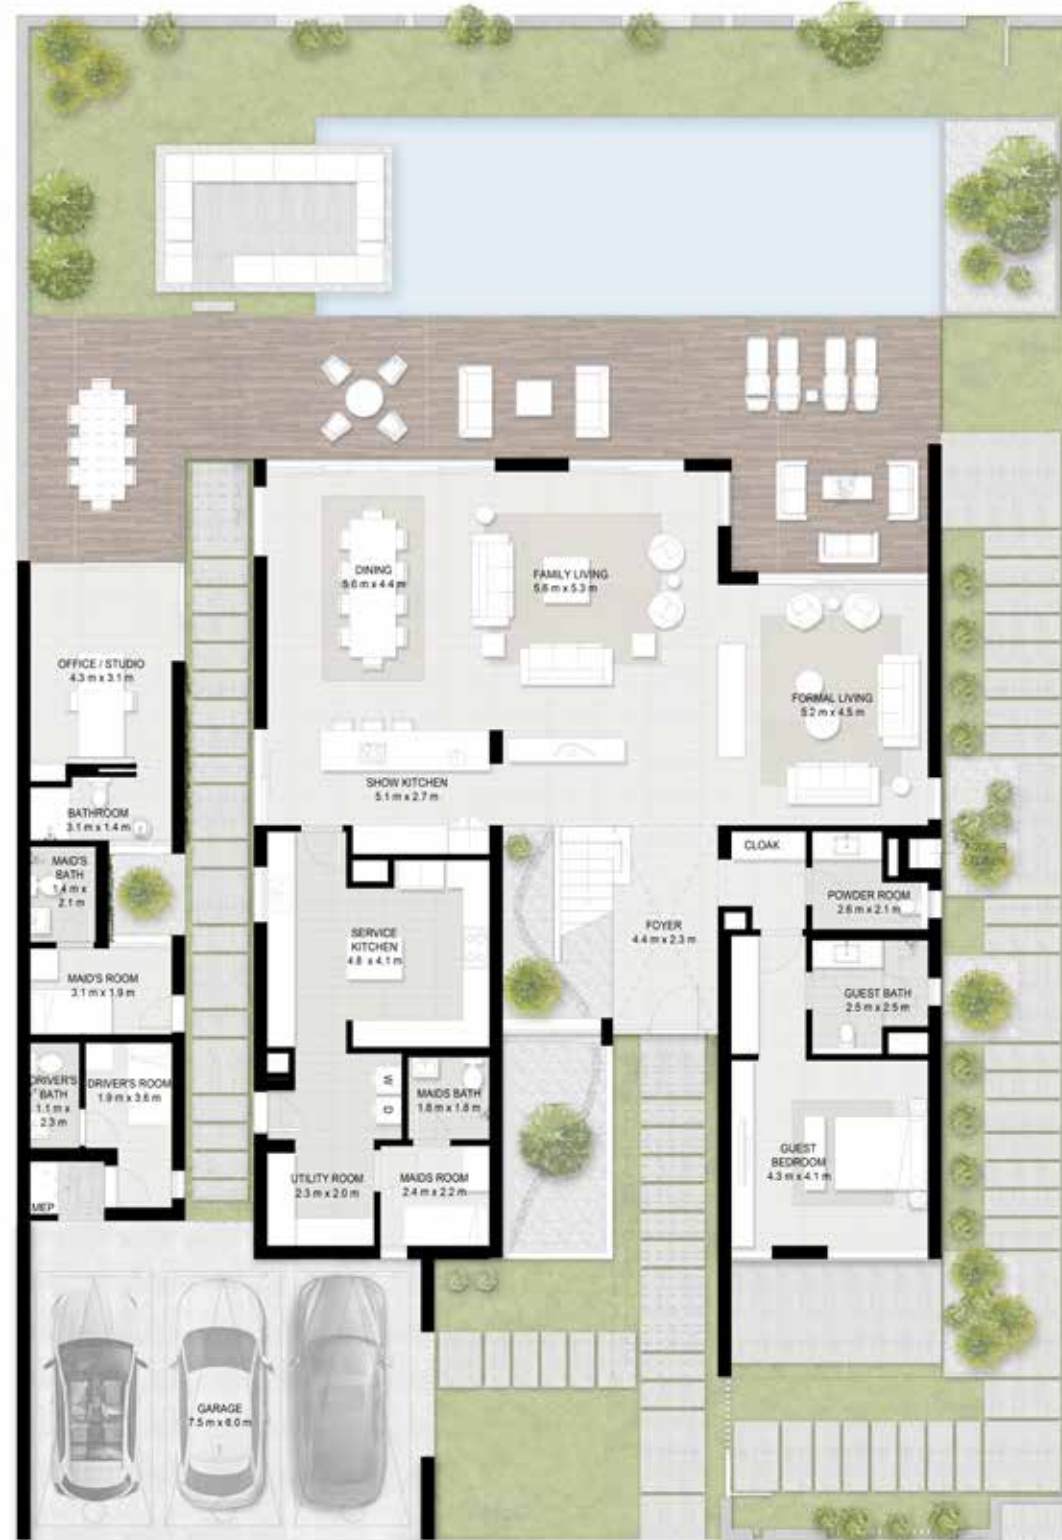 DINING
5.6 m x 4.4 m
FAMILY LIVING
5.6 m x 5.3 m
OFFICE / STUDIO
4.3 m x 3.1 m
FORMAL LIVING
5.2 m x 4.5 m
SHOW KITCHEN
5.1 m x 2.7 m
BATHROOM
3.1 m x 1.4 m
CLOAK
MAID'S
BATH
1.4 m x
2.1 m
POWDER ROOM
2.6 m x 2.1 m
SERVICE
KITCHEN
4.6 x 4.1 m
FOYER
4.4 m x 2.3 m
MAID'S ROOM
3.1 m x 1.9 m
GUEST BATH
2.5 m x 2.5 m
DRIVER'S
BATH
1.1 m x
2.3 m
DRIVER'S ROOM
1.9 m x 3.6 m
W
D
MAIDS BATH
1.8 m x 1.8 m
GUEST
BEDROOM
4.3 m x 4.1 m
UTILITY ROOM
2.3 m x 2.0 m
MAIDS ROOM
2.4 m x 2.2 m
MEP
GARAGE
7.5 m x 6.0 m